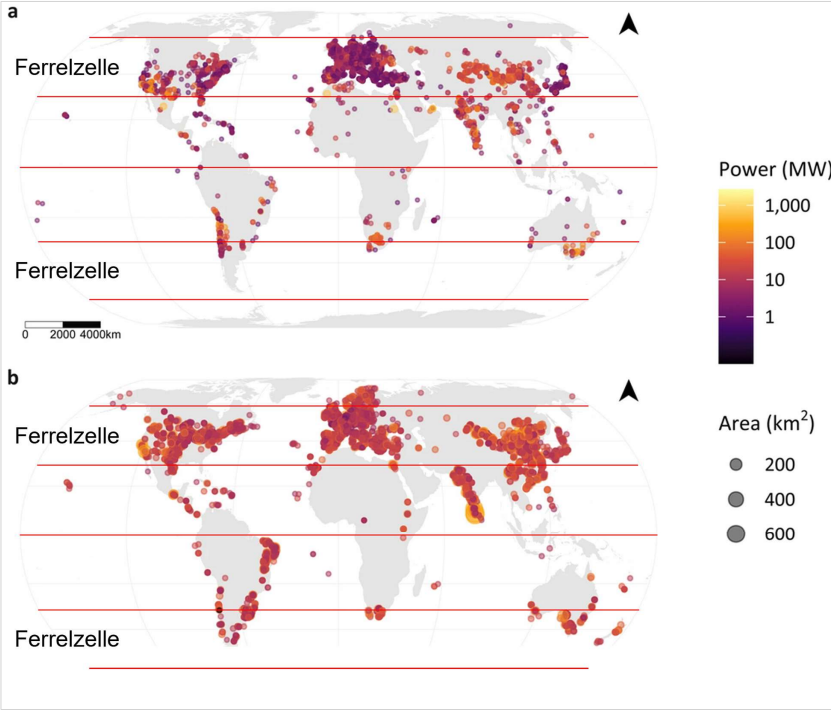 a
Ferrelzelle
Ferrelzelle
0 2000 4000km
Power (MW)
1,000
100
10
1
b
Ferrelzelle
Ferrelzelle
Area (km²)
200
400
600